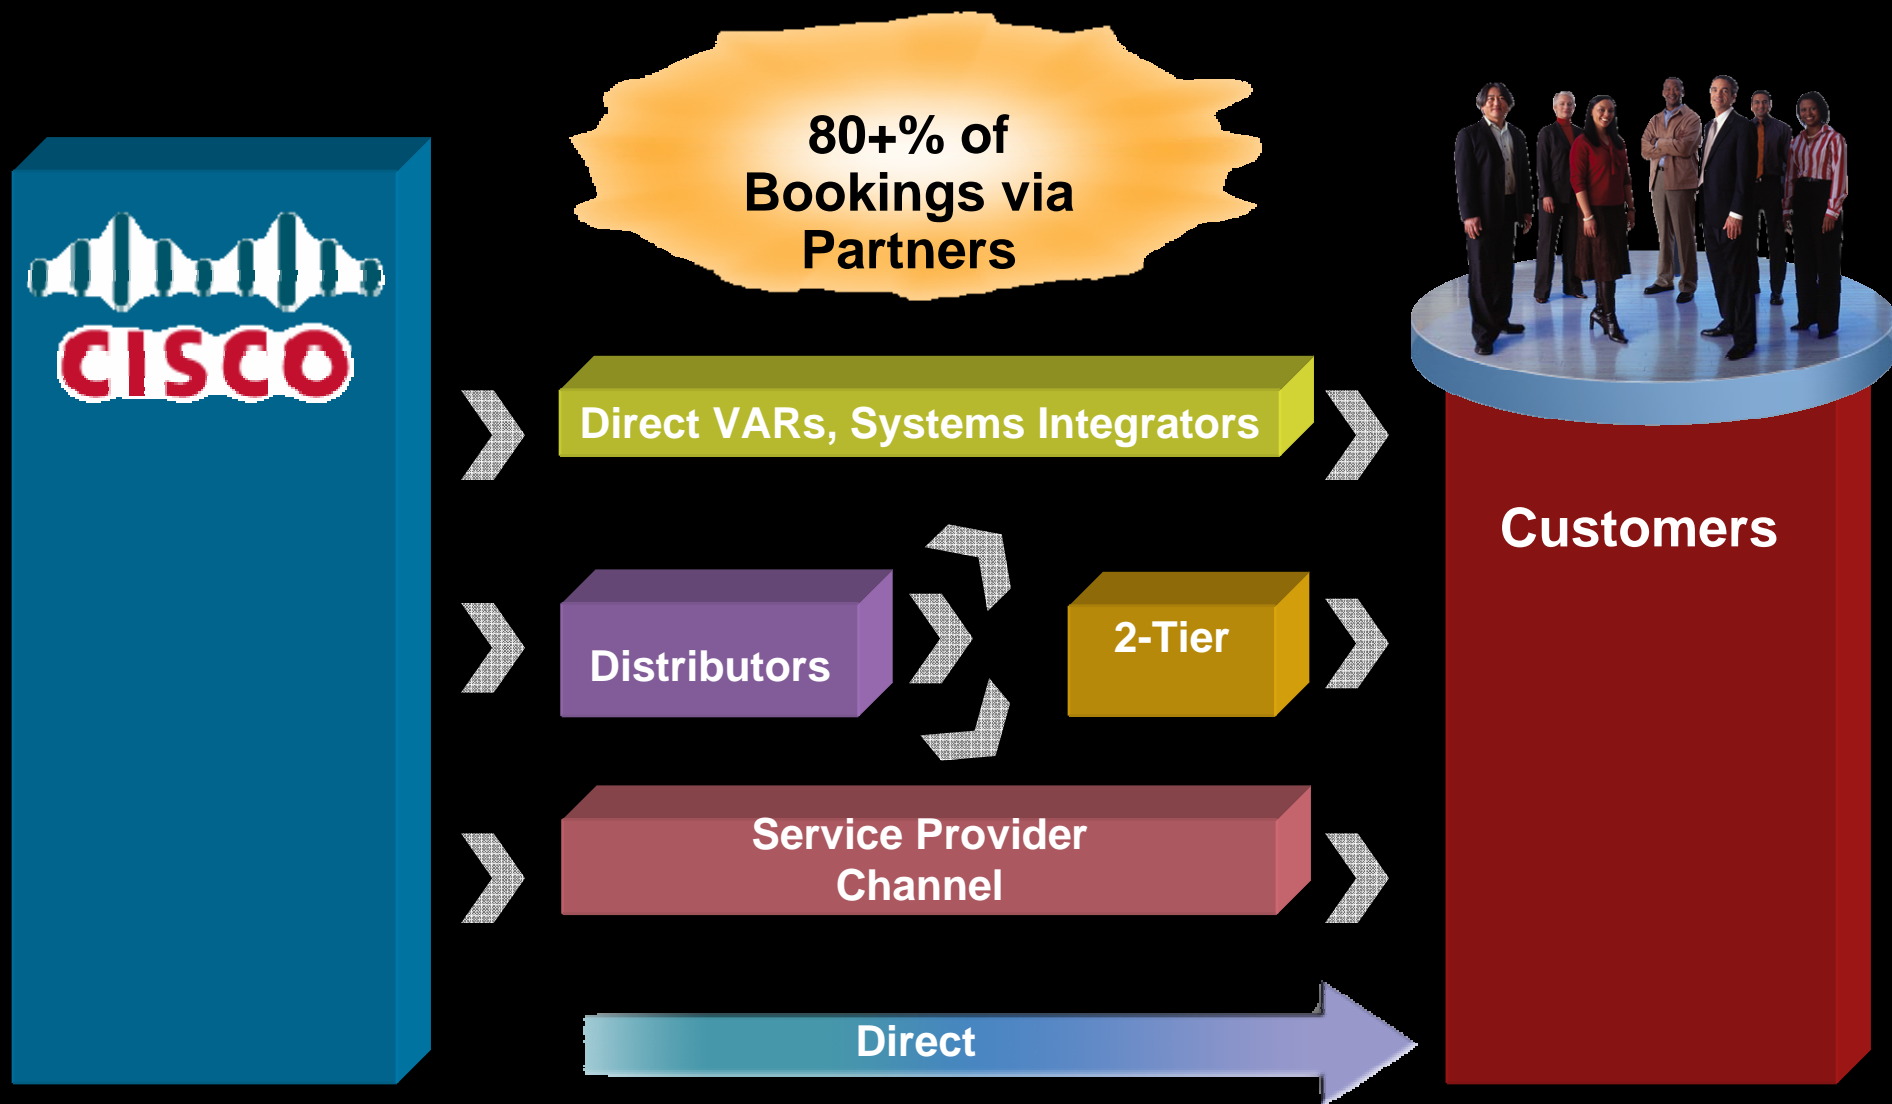 80+% of
Bookings via
Partners
CISCO
Direct VARs, Systems Integrators
Customers
Distributors
2-Tier
Service Provider
Channel
Direct